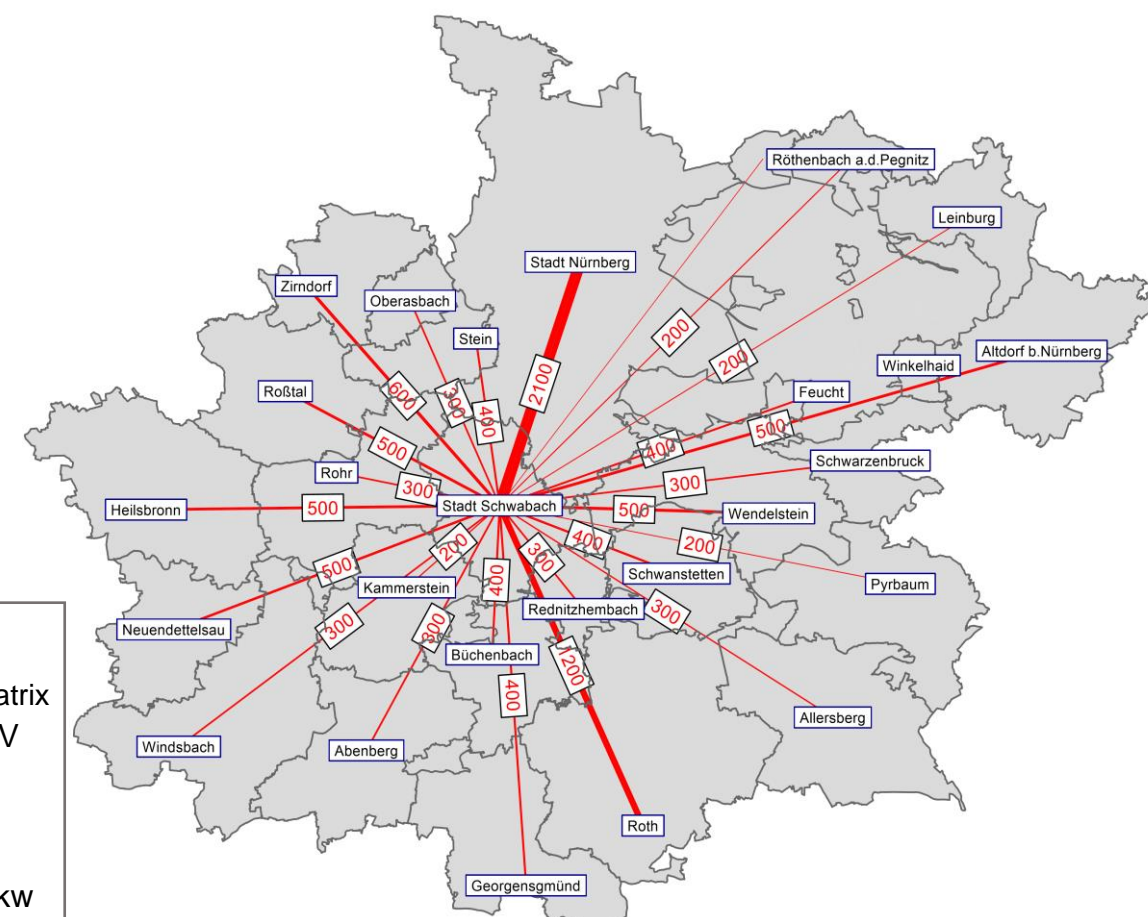 Röthenbach a.d.Pegnitz
Leinburg
Stadt Nürnberg
Zirndorf
Oberasbach
Stein
200
Altdorf b.Nürnberg
200
Winkelhaid
2100
Roßtal
600
300
Feucht
400
500
400
500
Schwarzenbruck
Rohr
300
300
Stadt Schwabach
Heilsbronn
500
500
Wendelstein
200
400
200
300
500
400
Schwanstetten
Kammerstein
Pyrbaum
Rednitzhembach
300
Neuendettelsau
300
300
Büchenbach
1200
400
atrix
V
Allersberg
Windsbach
Abenberg
Roth
Georgensgmünd
kw